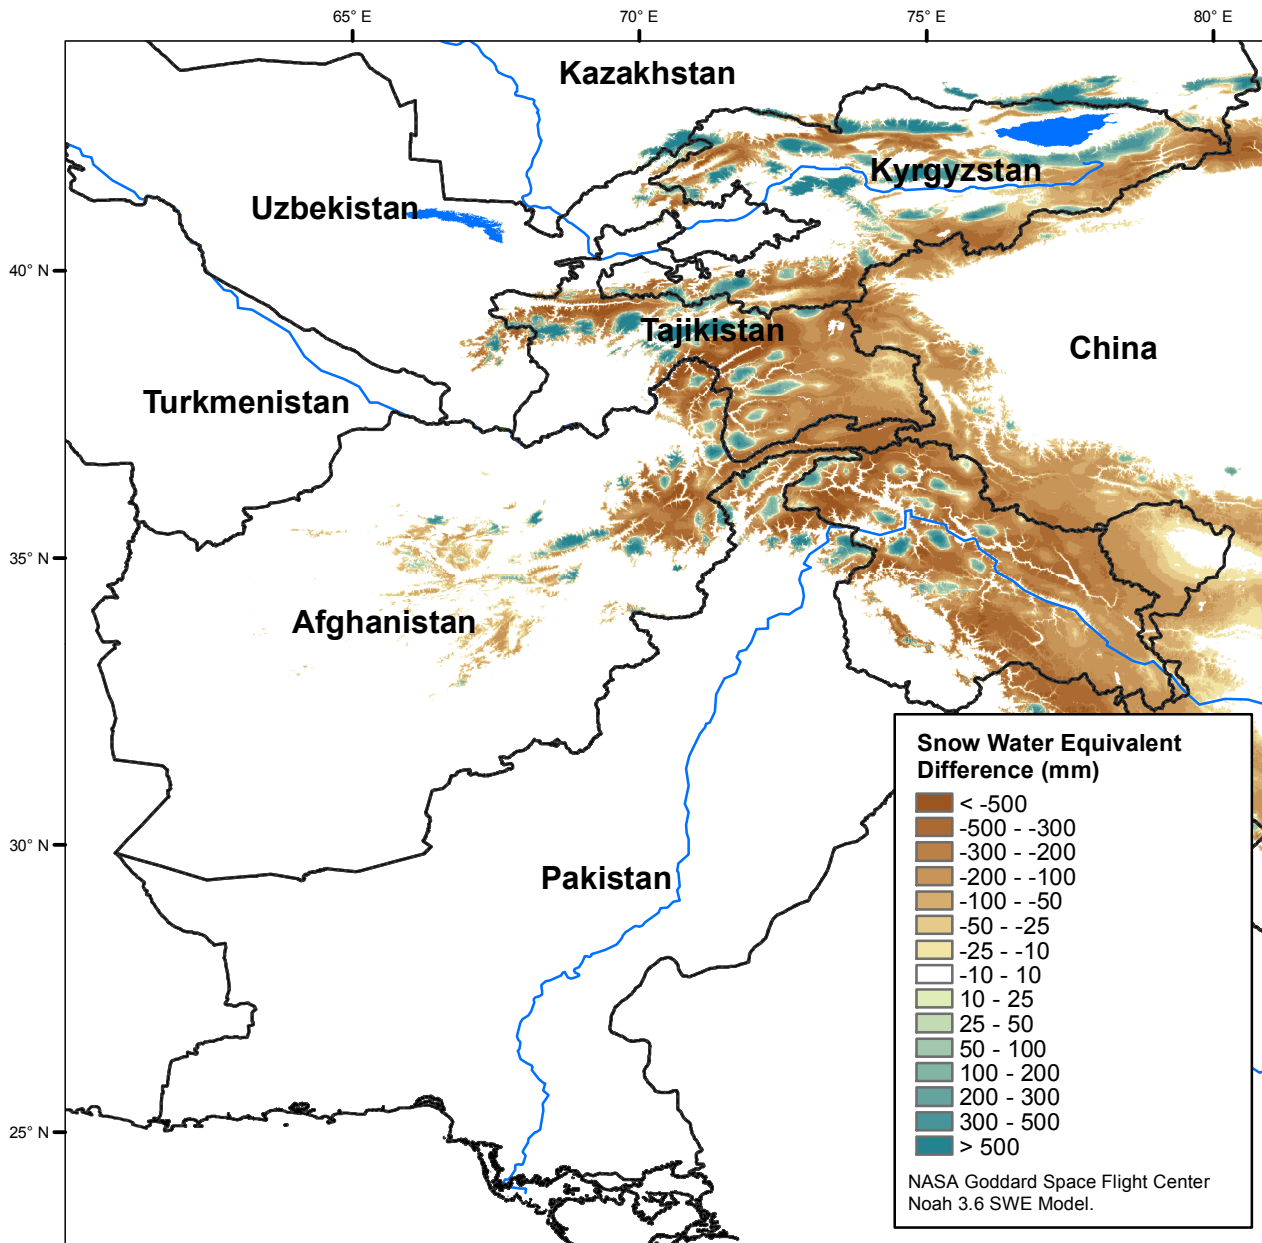 65° E
70° E
75° E
80° E
Kazakhstan
Kyrgyzstan
Uzbekistan
40° N
Tajikistan
China
Turkmenistan
35° N
Afghanistan
30° N
Pakistan
25° N
Snow Water Equivalent
Difference (mm)
< -500
-500 - -300
-300 - -200
-200 - -100
-100 - -50
-50 - -25
-25 - -10
-10 - 10
10 - 25
25 - 50
50 - 100
100 - 200
200 - 300
300 - 500
> 500
NASA Goddard Space Flight Center
Noah 3.6 SWE Model.